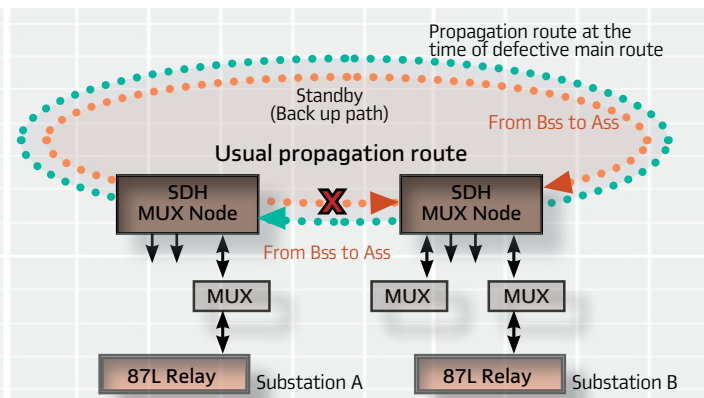 Propagation route at the
time of defective main route
Standby
(Back up path)
From Bss to Ass
Usual propagation route
SDH
MUX Node
X
SDH
MUX Node
From Bss to Ass
MUX
MUX
MUX
87L Relay
Substation A
87L Relay
Substation B